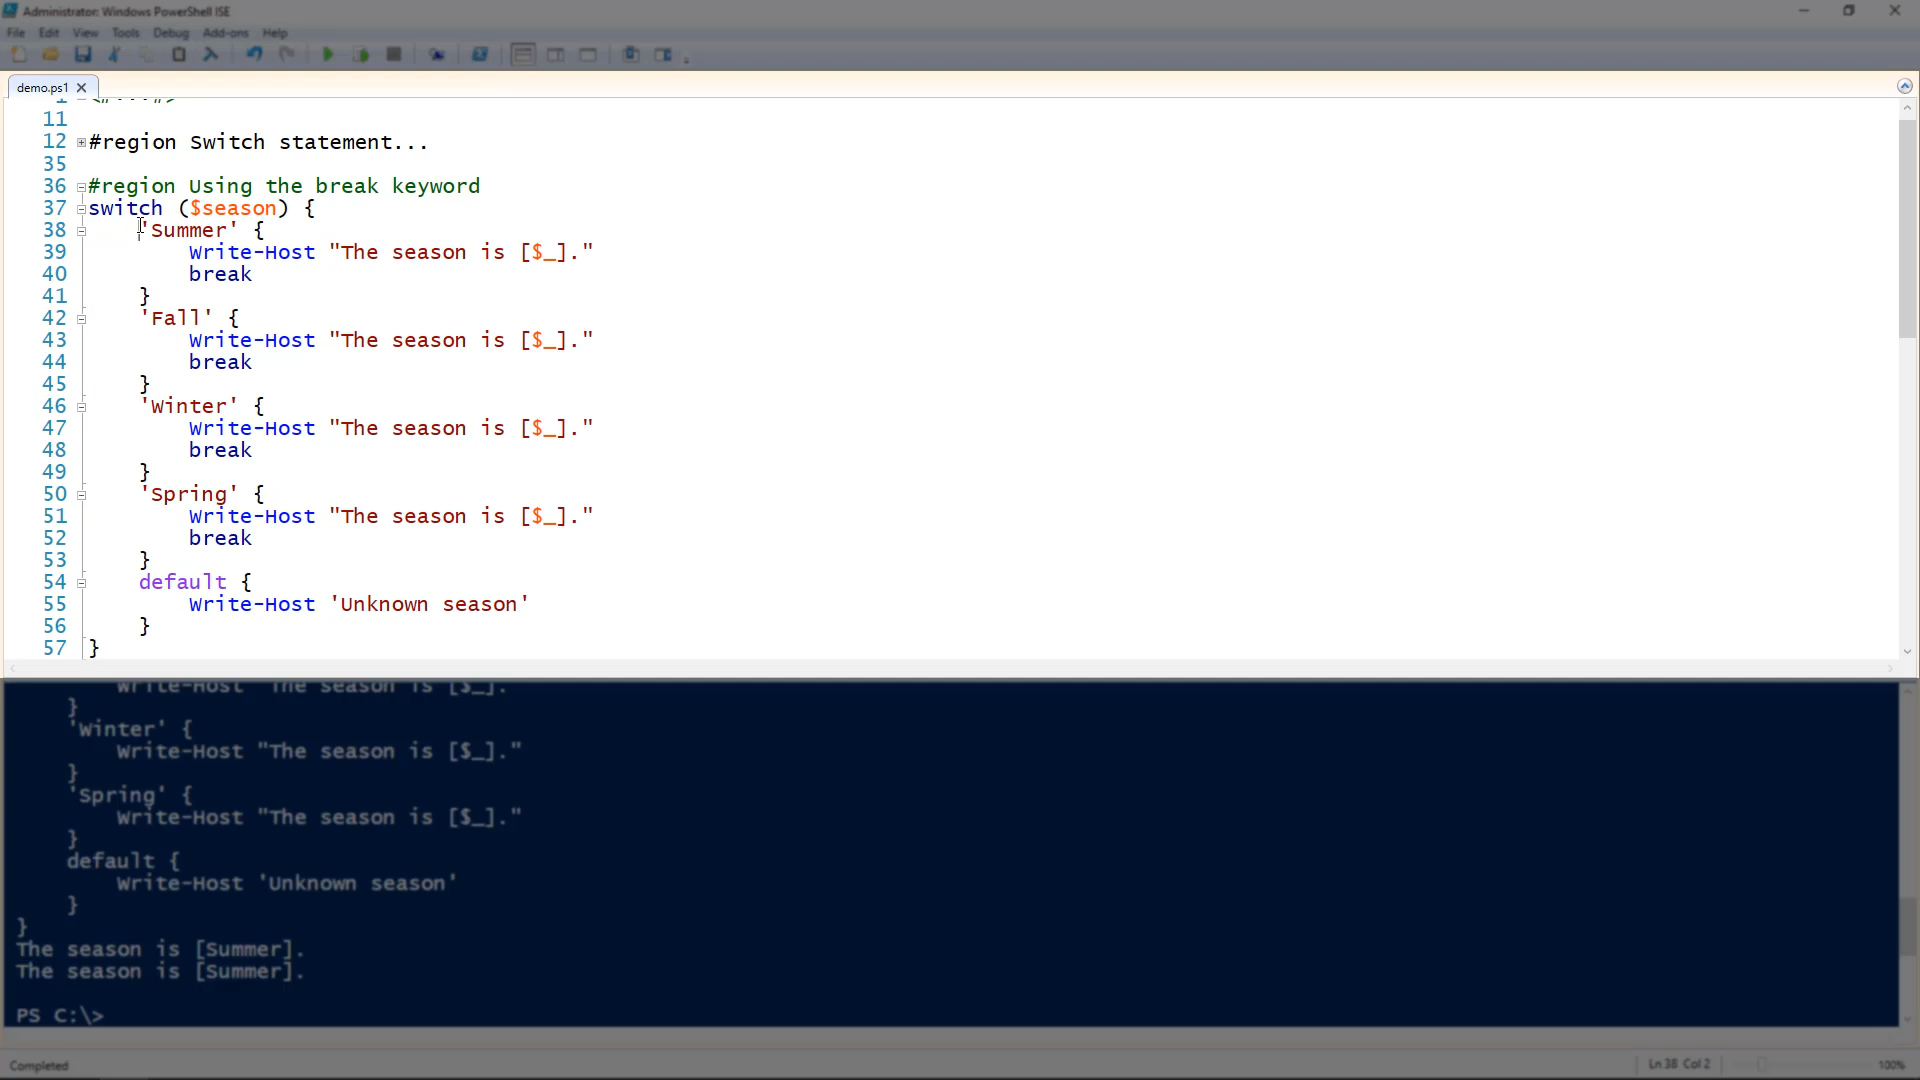 Administrator: Windows PowerShell ISE
File Edit View Tools Debug Add-ons Help
demo.ps1
11
12 #region Switch statement...
35
36 #region Using the break keyword
37 switch ($season) {
38     'Summer' {
39         Write-Host "The season is [$_]."
40         break
41     }
42     'Fall' {
43         Write-Host "The season is [$_]."
44         break
45     }
46     'Winter' {
47         Write-Host "The season is [$_]."
48         break
49     }
50     'Spring' {
51         Write-Host "The season is [$_]."
52         break
53     }
54     default {
55         Write-Host 'Unknown season'
56     }
57 }
        Write-Host "The season is [$_]."
    }
    'Winter' {
        Write-Host "The season is [$_]."
    }
    'Spring' {
        Write-Host "The season is [$_]."
    }
    default {
        Write-Host 'Unknown season'
    }
}
The season is [Summer].
The season is [Summer].
PS C:\>
Completed
Ln 38 Col 2
100%